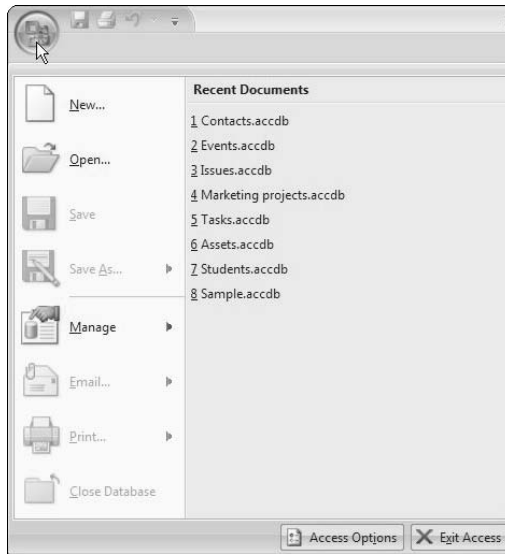 New...
Open...
Save
Save As...
Manage
Email...
Print...
Close Database
Recent Documents
1 Contacts.accdb
2 Events.accdb
3 Issues.accdb
4 Marketing projects.accdb
5 Tasks.accdb
6 Assets.accdb
7 Students.accdb
8 Sample.accdb
Access Options
Exit Access